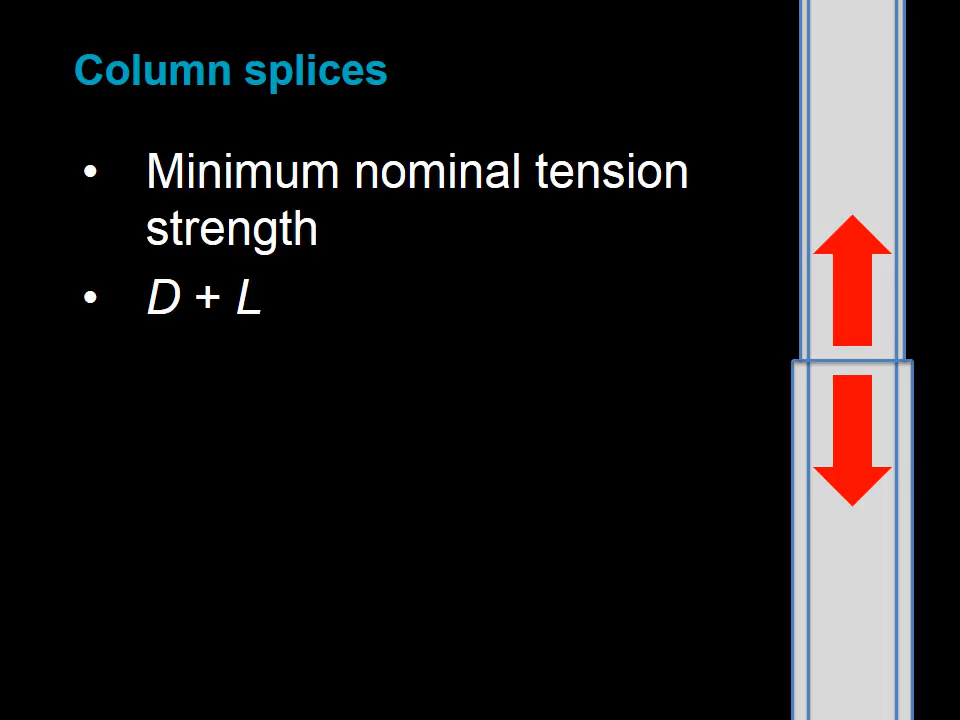 Column splices
• Minimum nominal tension
strength
• D + L